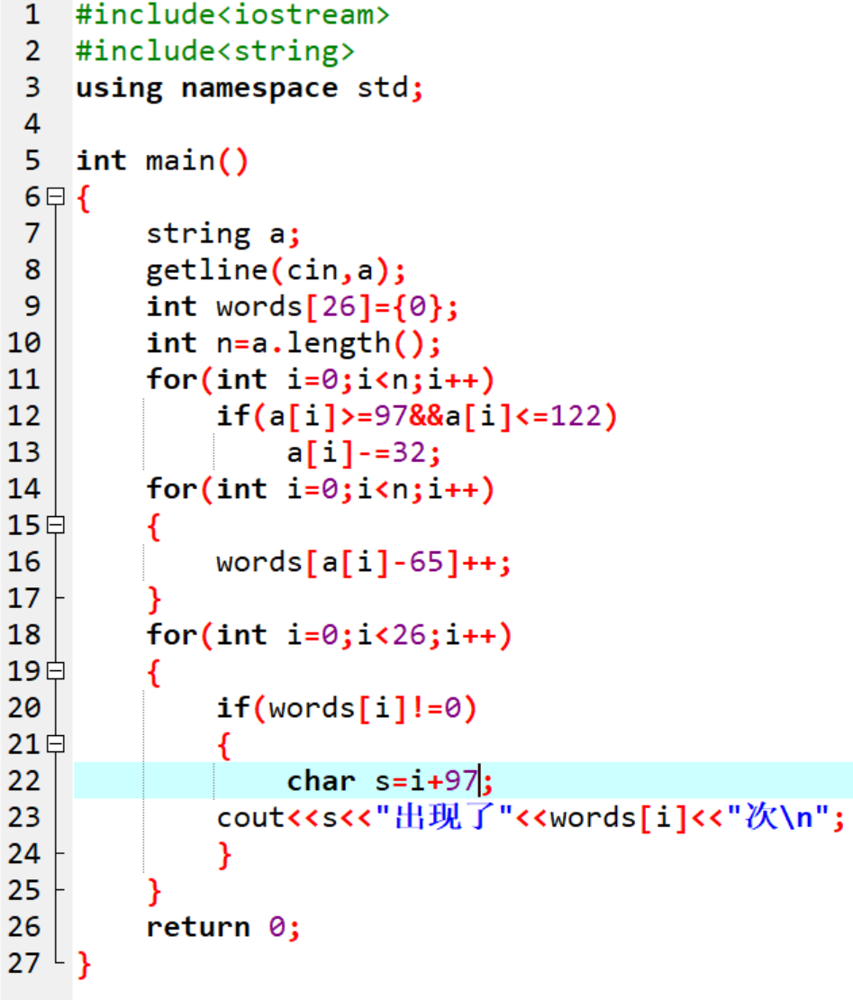 1 #include<iostream>
2 #include<string>
3 using namespace std;
4
5 int main()
6 {
7 string a;
8 getline(cin,a);
9 int words[26]={0};
10 int n=a.length();
11 for(int i=0;i<n;i++)
12 if(a[i]>=97&&a[i]<=122)
13 a[i]-=32;
14 for(int i=0;i<n;i++)
15 {
16 words[a[i]-65]++;
17 }
18 for(int i=0;i<26;i++)
19 {
20 if(words[i]!=0)
21 {
22 char s=i+97;
23 cout<<s<<"出现了"<<words[i]<<"次\n";
24 }
25 }
26 return 0;
27 }